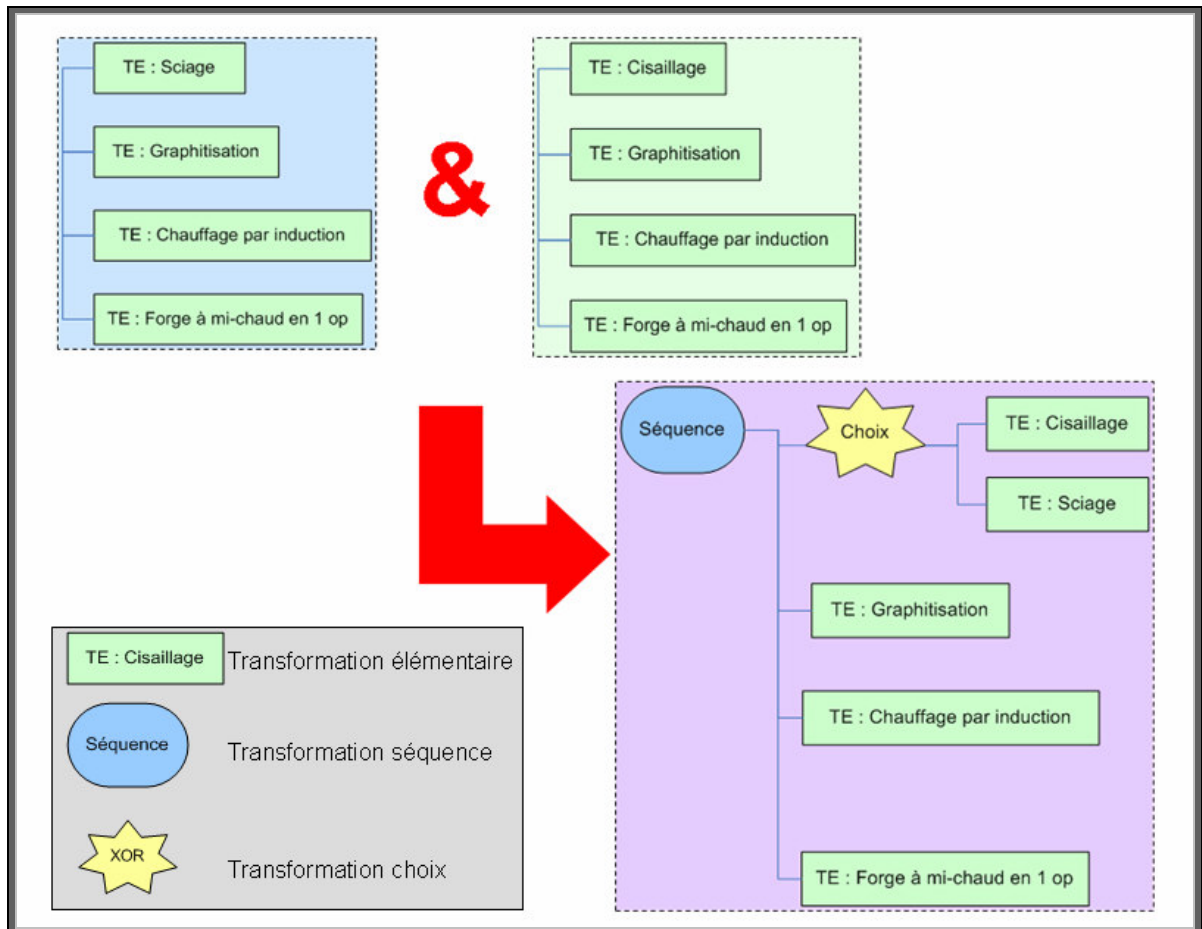 TE : Sciage
TE : Graphitisation
TE : Chauffage par induction
TE : Forge à mi-chaud en 1 op
&
TE : Cisaillage
TE : Graphitisation
TE : Chauffage par induction
TE : Forge à mi-chaud en 1 op
Séquence
Choix
TE : Cisaillage
TE : Sciage
TE : Graphitisation
TE : Chauffage par induction
TE : Forge à mi-chaud en 1 op
TE : Cisaillage
Transformation élémentaire
Séquence
Transformation séquence
XOR
Transformation choix